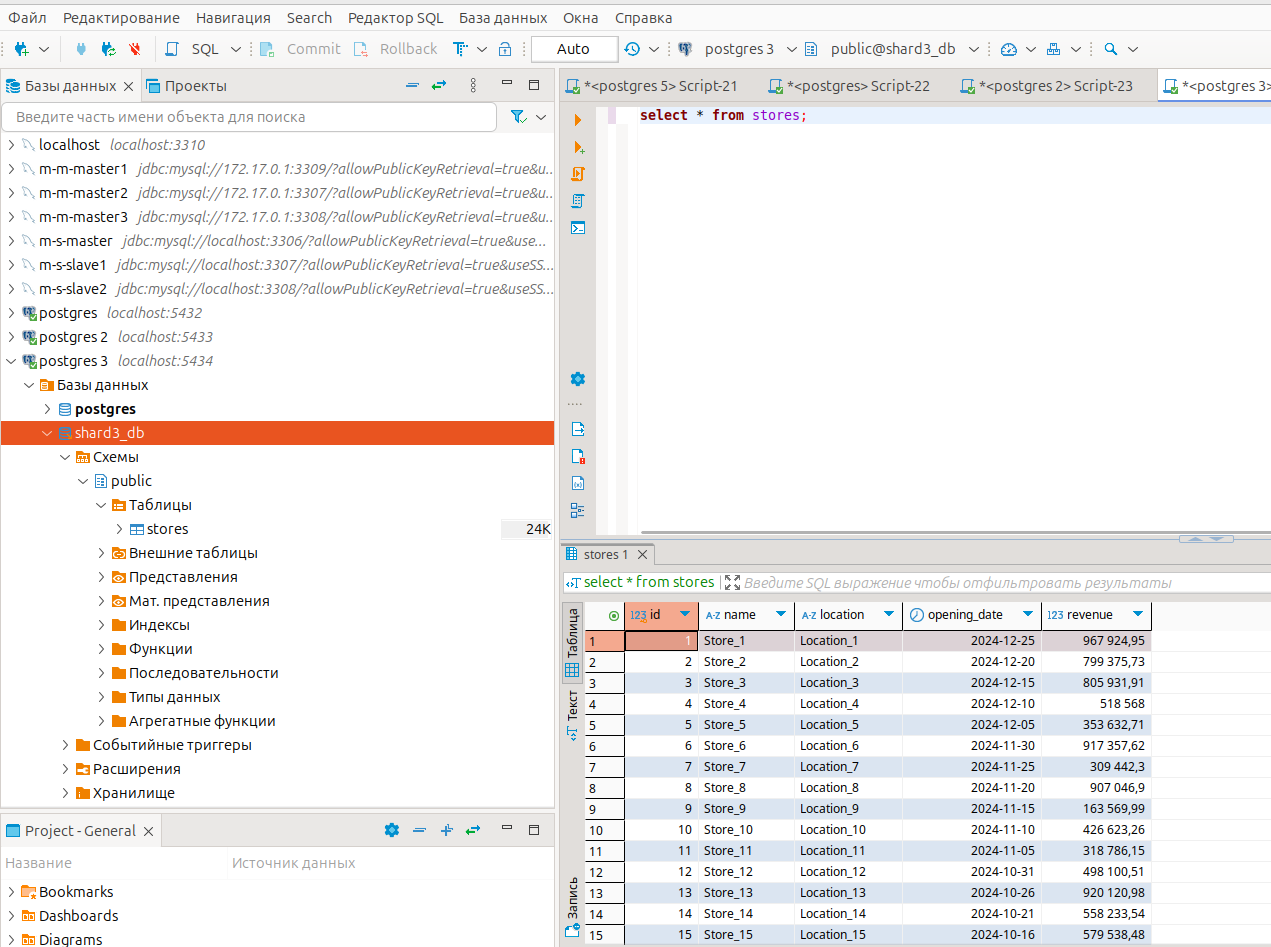 Файл Редактирование Навигация Search Редактор SQL База данных Окна Справка
SQL Commit Rollback Auto postgres 3 public@shard3_db
Базы данных Проекты
Введите часть имени объекта для поиска
localhost localhost:3310
m-m-master1 jdbc:mysql://172.17.0.1:3309/?allowPublicKeyRetrieval=true&u...
m-m-master2 jdbc:mysql://172.17.0.1:3307/?allowPublicKeyRetrieval=true&u...
m-m-master3 jdbc:mysql://172.17.0.1:3308/?allowPublicKeyRetrieval=true&u...
m-s-master jdbc:mysql://localhost:3306/?allowPublicKeyRetrieval=true&use...
m-s-slave1 jdbc:mysql://localhost:3307/?allowPublicKeyRetrieval=true&useSS...
m-s-slave2 jdbc:mysql://localhost:3308/?allowPublicKeyRetrieval=true&useSS...
postgres localhost:5432
postgres 2 localhost:5433
postgres 3 localhost:5434
Базы данных
postgres
shard3_db
Схемы
public
Таблицы
stores 24K
Внешние таблицы
Представления
Мат. представления
Индексы
Функции
Последовательности
Типы данных
Агрегатные функции
Событийные триггеры
Расширения
Хранилище
Project - General
Название Источник данных
Bookmarks
Dashboards
Diagrams
*<postgres 5> Script-21 *<postgres> Script-22 *<postgres 2> Script-23 *<postgres 3>
select * from stores;
stores 1
select * from stores Введите SQL выражение чтобы отфильтровать результаты
Таблица
Текст
Запись
123 id A-Z name A-Z location opening_date 123 revenue
1 1 Store_1 Location_1 2024-12-25 967 924,95
2 2 Store_2 Location_2 2024-12-20 799 375,73
3 3 Store_3 Location_3 2024-12-15 805 931,91
4 4 Store_4 Location_4 2024-12-10 518 568
5 5 Store_5 Location_5 2024-12-05 353 632,71
6 6 Store_6 Location_6 2024-11-30 917 357,62
7 7 Store_7 Location_7 2024-11-25 309 442,3
8 8 Store_8 Location_8 2024-11-20 907 046,9
9 9 Store_9 Location_9 2024-11-15 163 569,99
10 10 Store_10 Location_10 2024-11-10 426 623,26
11 11 Store_11 Location_11 2024-11-05 318 786,15
12 12 Store_12 Location_12 2024-10-31 498 100,51
13 13 Store_13 Location_13 2024-10-26 920 120,98
14 14 Store_14 Location_14 2024-10-21 558 233,54
15 15 Store_15 Location_15 2024-10-16 579 538,48